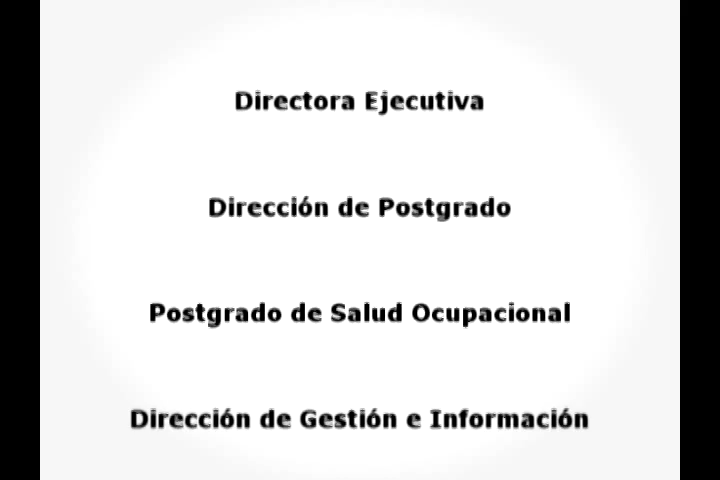 Directora Ejecutiva
Dirección de Postgrado
Postgrado de Salud Ocupacional
Dirección de Gestión e Información